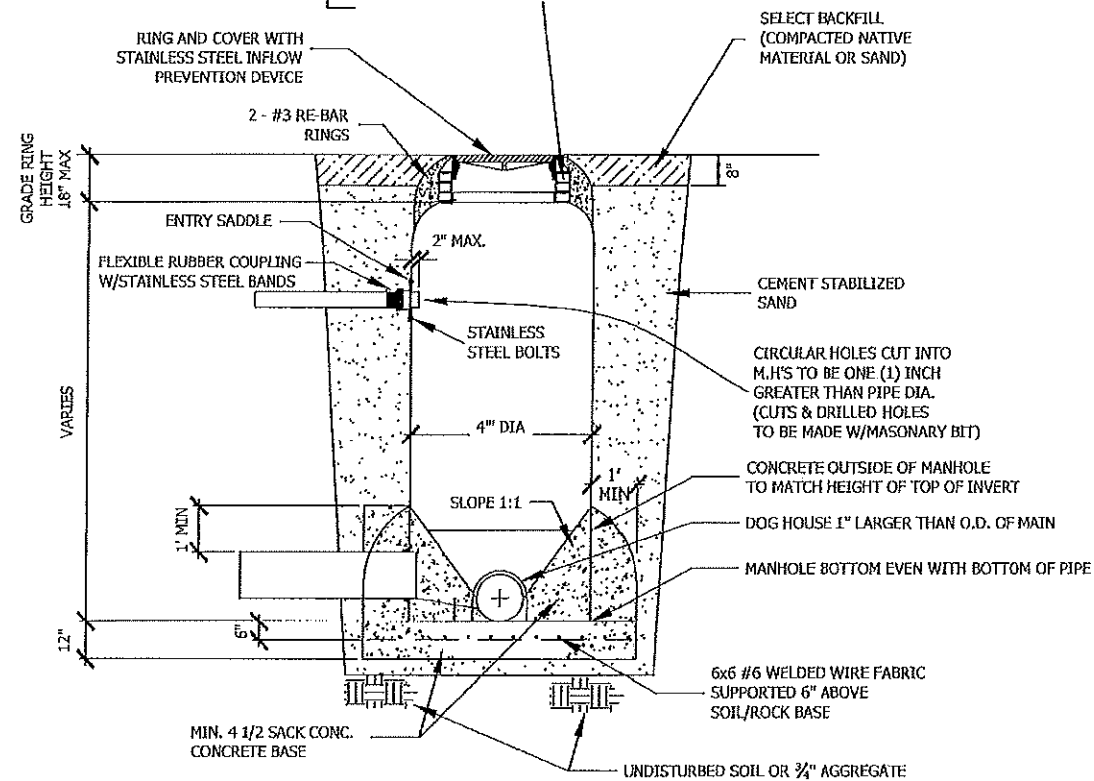 SELECT BACKFILL
(COMPACTED NATIVE
MATERIAL OR SAND)
RING AND COVER WITH
STAINLESS STEEL INFLOW
PREVENTION DEVICE
2 - #3 RE-BAR
RINGS
GRADE RING
HEIGHT
18" MAX
8"
ENTRY SADDLE
2" MAX.
FLEXIBLE RUBBER COUPLING
W/STAINLESS STEEL BANDS
CEMENT STABILIZED
SAND
STAINLESS
STEEL BOLTS
CIRCULAR HOLES CUT INTO
M.H'S TO BE ONE (1) INCH
GREATER THAN PIPE DIA.
(CUTS & DRILLED HOLES
TO BE MADE W/MASONARY BIT)
VARIES
4'" DIA
CONCRETE OUTSIDE OF MANHOLE
TO MATCH HEIGHT OF TOP OF INVERT
1'
MIN
SLOPE 1:1
1' MIN
DOG HOUSE 1" LARGER THAN O.D. OF MAIN
MANHOLE BOTTOM EVEN WITH BOTTOM OF PIPE
12"
6"
6x6 #6 WELDED WIRE FABRIC
SUPPORTED 6" ABOVE
SOIL/ROCK BASE
MIN. 4 1/2 SACK CONC.
CONCRETE BASE
UNDISTURBED SOIL OR ¾" AGGREGATE